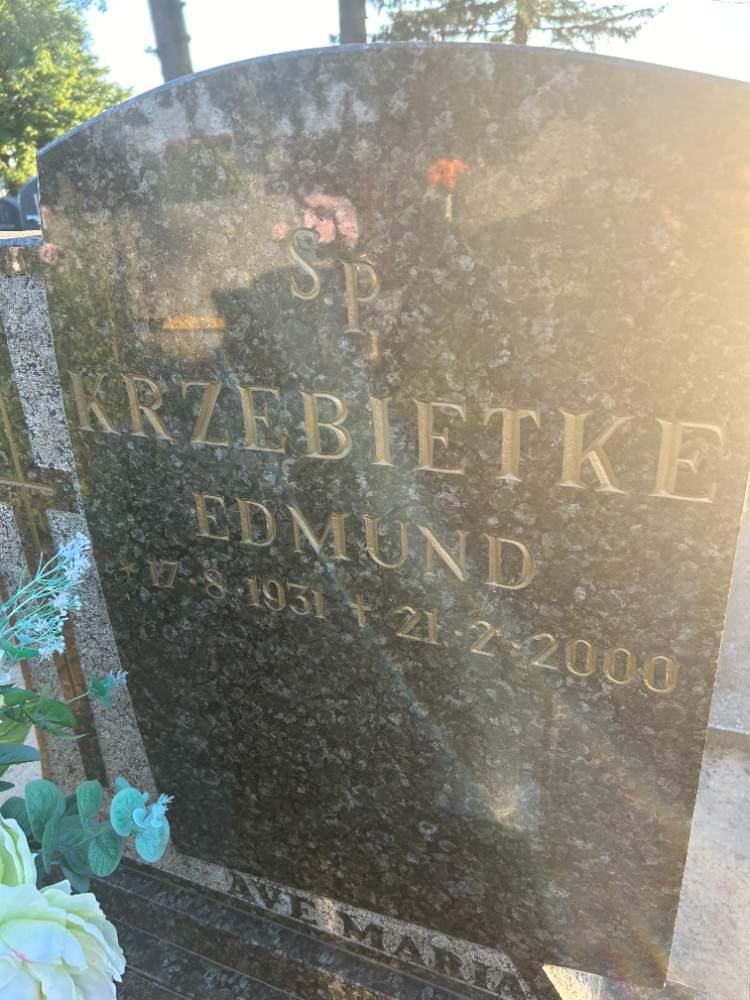 S.p.
KRZEBIETKE
EDMUND
* 17·8·1931 + 21·2·2000
AVE MARIA